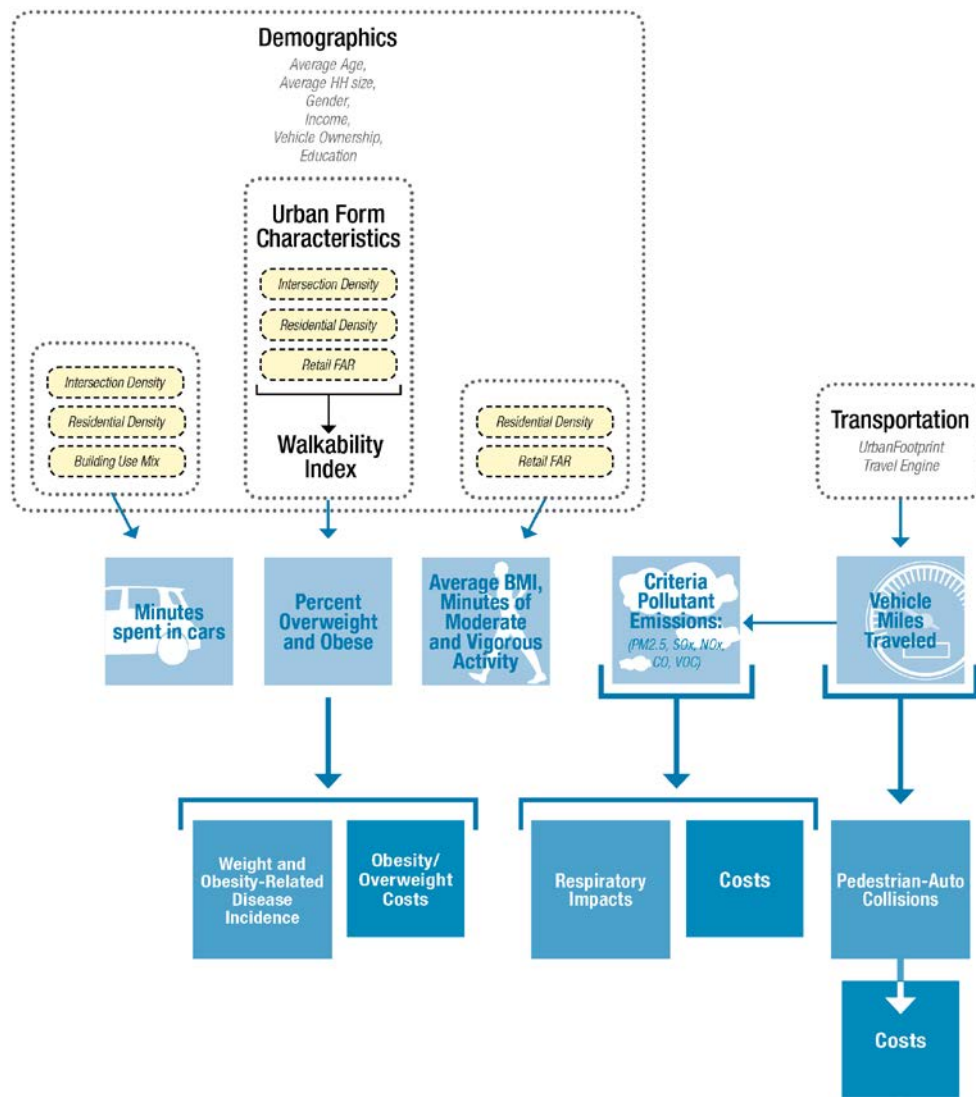 Demographics
Average Age,
Average HH size,
Gender,
Income,
Vehicle Ownership,
Education
Urban Form
Characteristics
Intersection Density
Residential Density
Retail FAR
Walkability
Index
Intersection Density
Residential Density
Building Use Mix
Residential Density
Retail FAR
Transportation
UrbanFootprint
Travel Engine
Minutes
spent in cars
Percent
Overweight
and Obese
Average BMI,
Minutes of
Moderate
and Vigorous
Activity
Criteria
Pollutant
Emissions:
(PM2.5, SOx, NOx,
CO, VOC)
Vehicle
Miles
Traveled
Weight and
Obesity-Related
Disease
Incidence
Obesity/
Overweight
Costs
Respiratory
Impacts
Costs
Pedestrian-Auto
Collisions
Costs